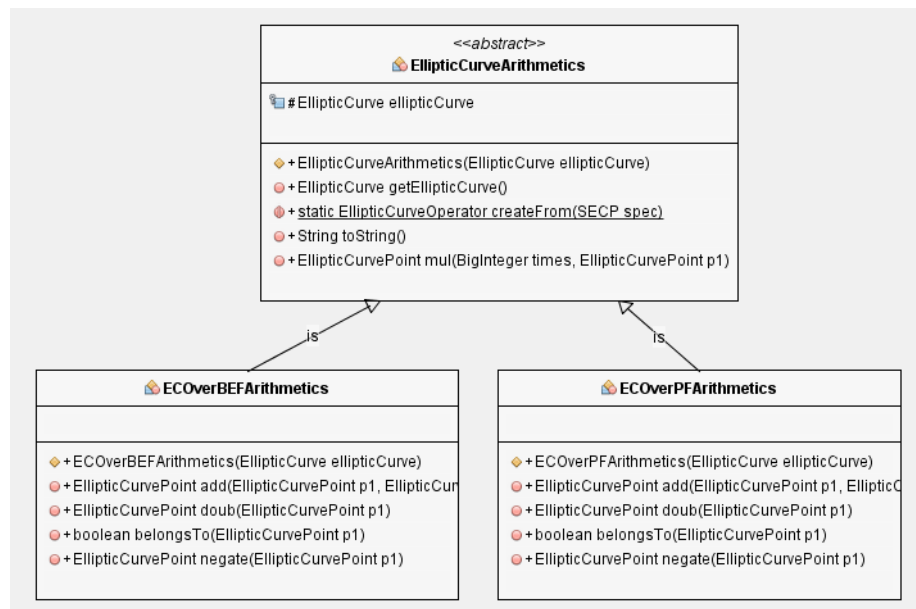 <<abstract>>
EllipticCurveArithmetics
#EllipticCurve ellipticCurve
+EllipticCurveArithmetics(EllipticCurve ellipticCurve)
+EllipticCurve getEllipticCurve()
+static EllipticCurveOperator createFrom(SECP spec)
+String toString()
+EllipticCurvePoint mul(BigInteger times, EllipticCurvePoint p1)
is
is
ECOverBEFArithmetics
+ECOverBEFArithmetics(EllipticCurve ellipticCurve)
+EllipticCurvePoint add(EllipticCurvePoint p1, EllipticCur
+EllipticCurvePoint doub(EllipticCurvePoint p1)
+boolean belongsTo(EllipticCurvePoint p1)
+EllipticCurvePoint negate(EllipticCurvePoint p1)
ECOverPFArithmetics
+ECOverPFArithmetics(EllipticCurve ellipticCurve)
+EllipticCurvePoint add(EllipticCurvePoint p1, EllipticC
+EllipticCurvePoint doub(EllipticCurvePoint p1)
+boolean belongsTo(EllipticCurvePoint p1)
+EllipticCurvePoint negate(EllipticCurvePoint p1)